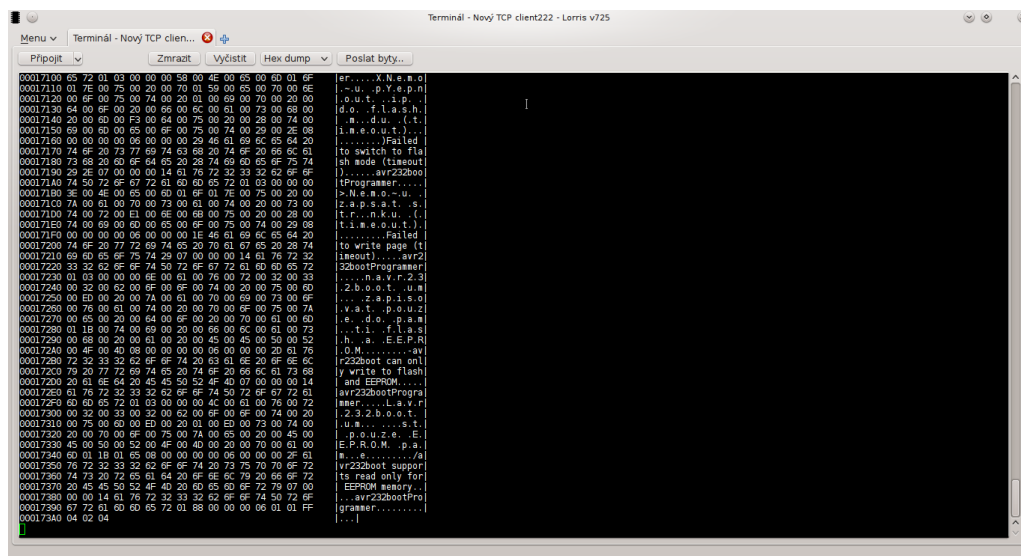 Terminál - Nový TCP client222 - Lorris v725
Menu Terminál - Nový TCP clien...
Připojit Zmrazit Vyčistit Hex dump Poslat byty...
00017100 65 72 01 03 00 00 00 58 00 4E 00 65 00 6D 01 6F |er.....X.N.e.m.o|
00017110 01 7E 00 75 00 20 00 70 01 59 00 65 00 70 00 6E |.~.u. .p.Y.e.p.n|
00017120 00 6F 00 75 00 74 00 20 01 00 69 00 70 00 20 00 |.o.u.t. ..i.p. .|
00017130 64 00 6F 00 20 00 66 00 6C 00 61 00 73 00 68 00 |d.o. .f.l.a.s.h.|
00017140 20 00 6D 00 F3 00 64 00 75 00 20 00 28 00 74 00 | .m...d.u. .(.t.|
00017150 69 00 6D 00 65 00 6F 00 75 00 74 00 29 00 2E 08 |i.m.e.o.u.t.)...|
00017160 00 00 00 00 06 00 00 00 29 46 61 69 6C 65 64 20 |........)Failed |
00017170 74 6F 20 73 77 69 74 63 68 20 74 6F 20 66 6C 61 |to switch to fla|
00017180 73 68 20 6D 6F 64 65 20 28 74 69 6D 65 6F 75 74 |sh mode (timeout|
00017190 29 2E 07 00 00 00 14 61 76 72 32 33 32 62 6F 6F |)......avr232boo|
000171A0 74 50 72 6F 67 72 61 6D 6D 65 72 01 03 00 00 00 |tProgrammer.....|
000171B0 3E 00 4E 00 65 00 6D 01 6F 01 7E 00 75 00 20 00 |>.N.e.m.o.~.u. .|
000171C0 7A 00 61 00 70 00 73 00 61 00 74 00 20 00 73 00 |z.a.p.s.a.t. .s.|
000171D0 74 00 72 00 E1 00 6E 00 6B 00 75 00 20 00 28 00 |t.r...n.k.u. .(.|
000171E0 74 00 69 00 6D 00 65 00 6F 00 75 00 74 00 29 08 |t.i.m.e.o.u.t.).|
000171F0 00 00 00 00 06 00 00 00 1E 46 61 69 6C 65 64 20 |.........Failed |
00017200 74 6F 20 77 72 69 74 65 20 70 61 67 65 20 28 74 |to write page (t|
00017210 69 6D 65 6F 75 74 29 07 00 00 00 14 61 76 72 32 |imeout).....avr2|
00017220 33 32 62 6F 6F 74 50 72 6F 67 72 61 6D 6D 65 72 |32bootProgrammer|
00017230 01 03 00 00 00 6E 00 61 00 76 00 72 00 32 00 33 |.....n.a.v.r.2.3|
00017240 00 32 00 62 00 6F 00 6F 00 74 00 20 00 75 00 6D |.2.b.o.o.t. .u.m|
00017250 00 ED 00 20 00 7A 00 61 00 70 00 69 00 73 00 6F |... .z.a.p.i.s.o|
00017260 00 76 00 61 00 74 00 20 00 70 00 6F 00 75 00 7A |.v.a.t. .p.o.u.z|
00017270 00 65 00 20 00 64 00 6F 00 20 00 70 00 61 00 6D |.e. .d.o. .p.a.m|
00017280 01 1B 00 74 00 69 00 20 00 66 00 6C 00 61 00 73 |...t.i. .f.l.a.s|
00017290 00 68 00 20 00 61 00 20 00 45 00 45 00 50 00 52 |.h. .a. .E.E.P.R|
000172A0 00 4F 00 4D 08 00 00 00 00 06 00 00 00 2D 61 76 |.O.M.........-av|
000172B0 72 32 33 32 62 6F 6F 74 20 63 61 6E 20 6F 6E 6C |r232boot can onl|
000172C0 79 20 77 72 69 74 65 20 74 6F 20 66 6C 61 73 68 |y write to flash|
000172D0 20 61 6E 64 20 45 45 50 52 4F 4D 07 00 00 00 14 | and EEPROM.....|
000172E0 61 76 72 32 33 32 62 6F 6F 74 50 72 6F 67 72 61 |avr232bootProgra|
000172F0 6D 6D 65 72 01 03 00 00 00 4C 00 61 00 76 00 72 |mmer.....L.a.v.r|
00017300 00 32 00 33 00 32 00 62 00 6F 00 6F 00 74 00 20 |.2.3.2.b.o.o.t. |
00017310 00 75 00 6D 00 ED 00 20 01 00 ED 00 73 00 74 00 |.u.m... ....s.t.|
00017320 20 00 70 00 6F 00 75 00 7A 00 65 00 20 00 45 00 | .p.o.u.z.e. .E.|
00017330 45 00 50 00 52 00 4F 00 4D 00 20 00 70 00 61 00 |E.P.R.O.M. .p.a.|
00017340 6D 01 1B 01 65 08 00 00 00 00 06 00 00 00 2F 61 |m...e........./a|
00017350 76 72 32 33 32 62 6F 6F 74 20 73 75 70 70 6F 72 |vr232boot suppor|
00017360 74 73 20 72 65 61 64 20 6F 6E 6C 79 20 66 6F 72 |ts read only for|
00017370 20 45 45 50 52 4F 4D 20 6D 65 6D 6F 72 79 07 00 | EEPROM memory..|
00017380 00 00 14 61 76 72 32 33 32 62 6F 6F 74 50 72 6F |...avr232bootPro|
00017390 67 72 61 6D 6D 65 72 01 88 00 00 00 06 01 01 FF |grammer.........|
000173A0 04 02 04 |...|